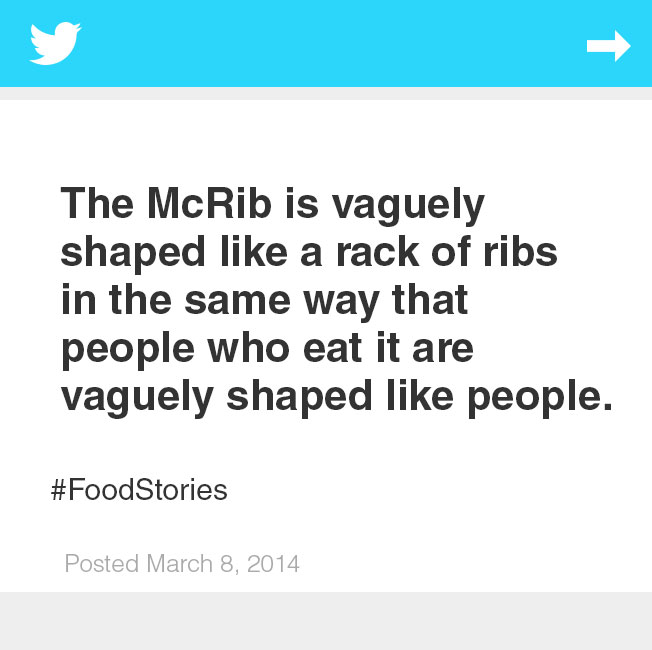 The McRib is vaguely
shaped like a rack of ribs
in the same way that
people who eat it are
vaguely shaped like people.
#FoodStories
Posted March 8, 2014